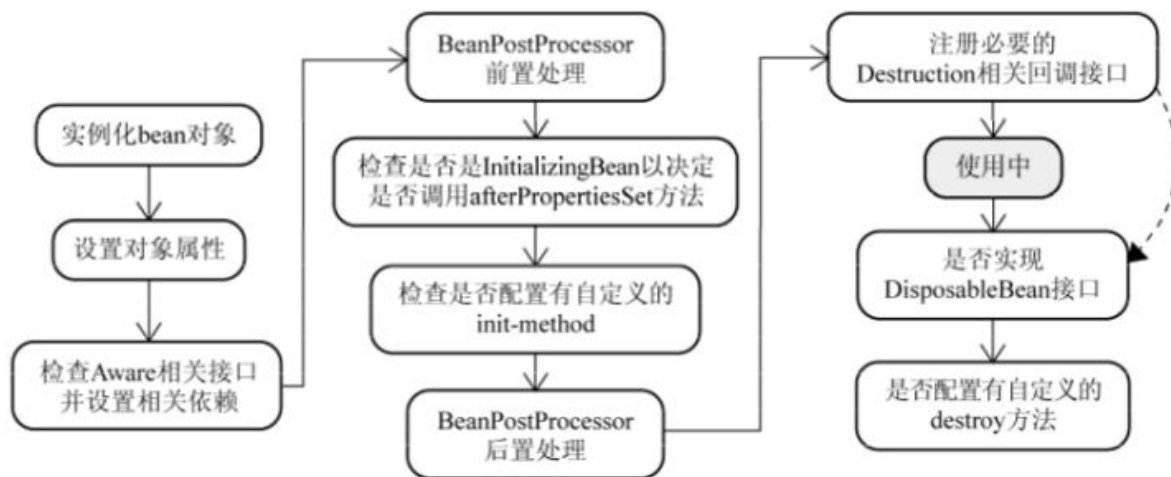 实例化bean对象
设置对象属性
检查Aware相关接口
并设置相关依赖
BeanPostProcessor
前置处理
检查是否是InitializingBean以决定
是否调用afterPropertiesSet方法
检查是否配置有自定义的
init-method
BeanPostProcessor
后置处理
注册必要的
Destruction相关回调接口
使用中
是否实现
DisposableBean接口
是否配置有自定义的
destroy方法